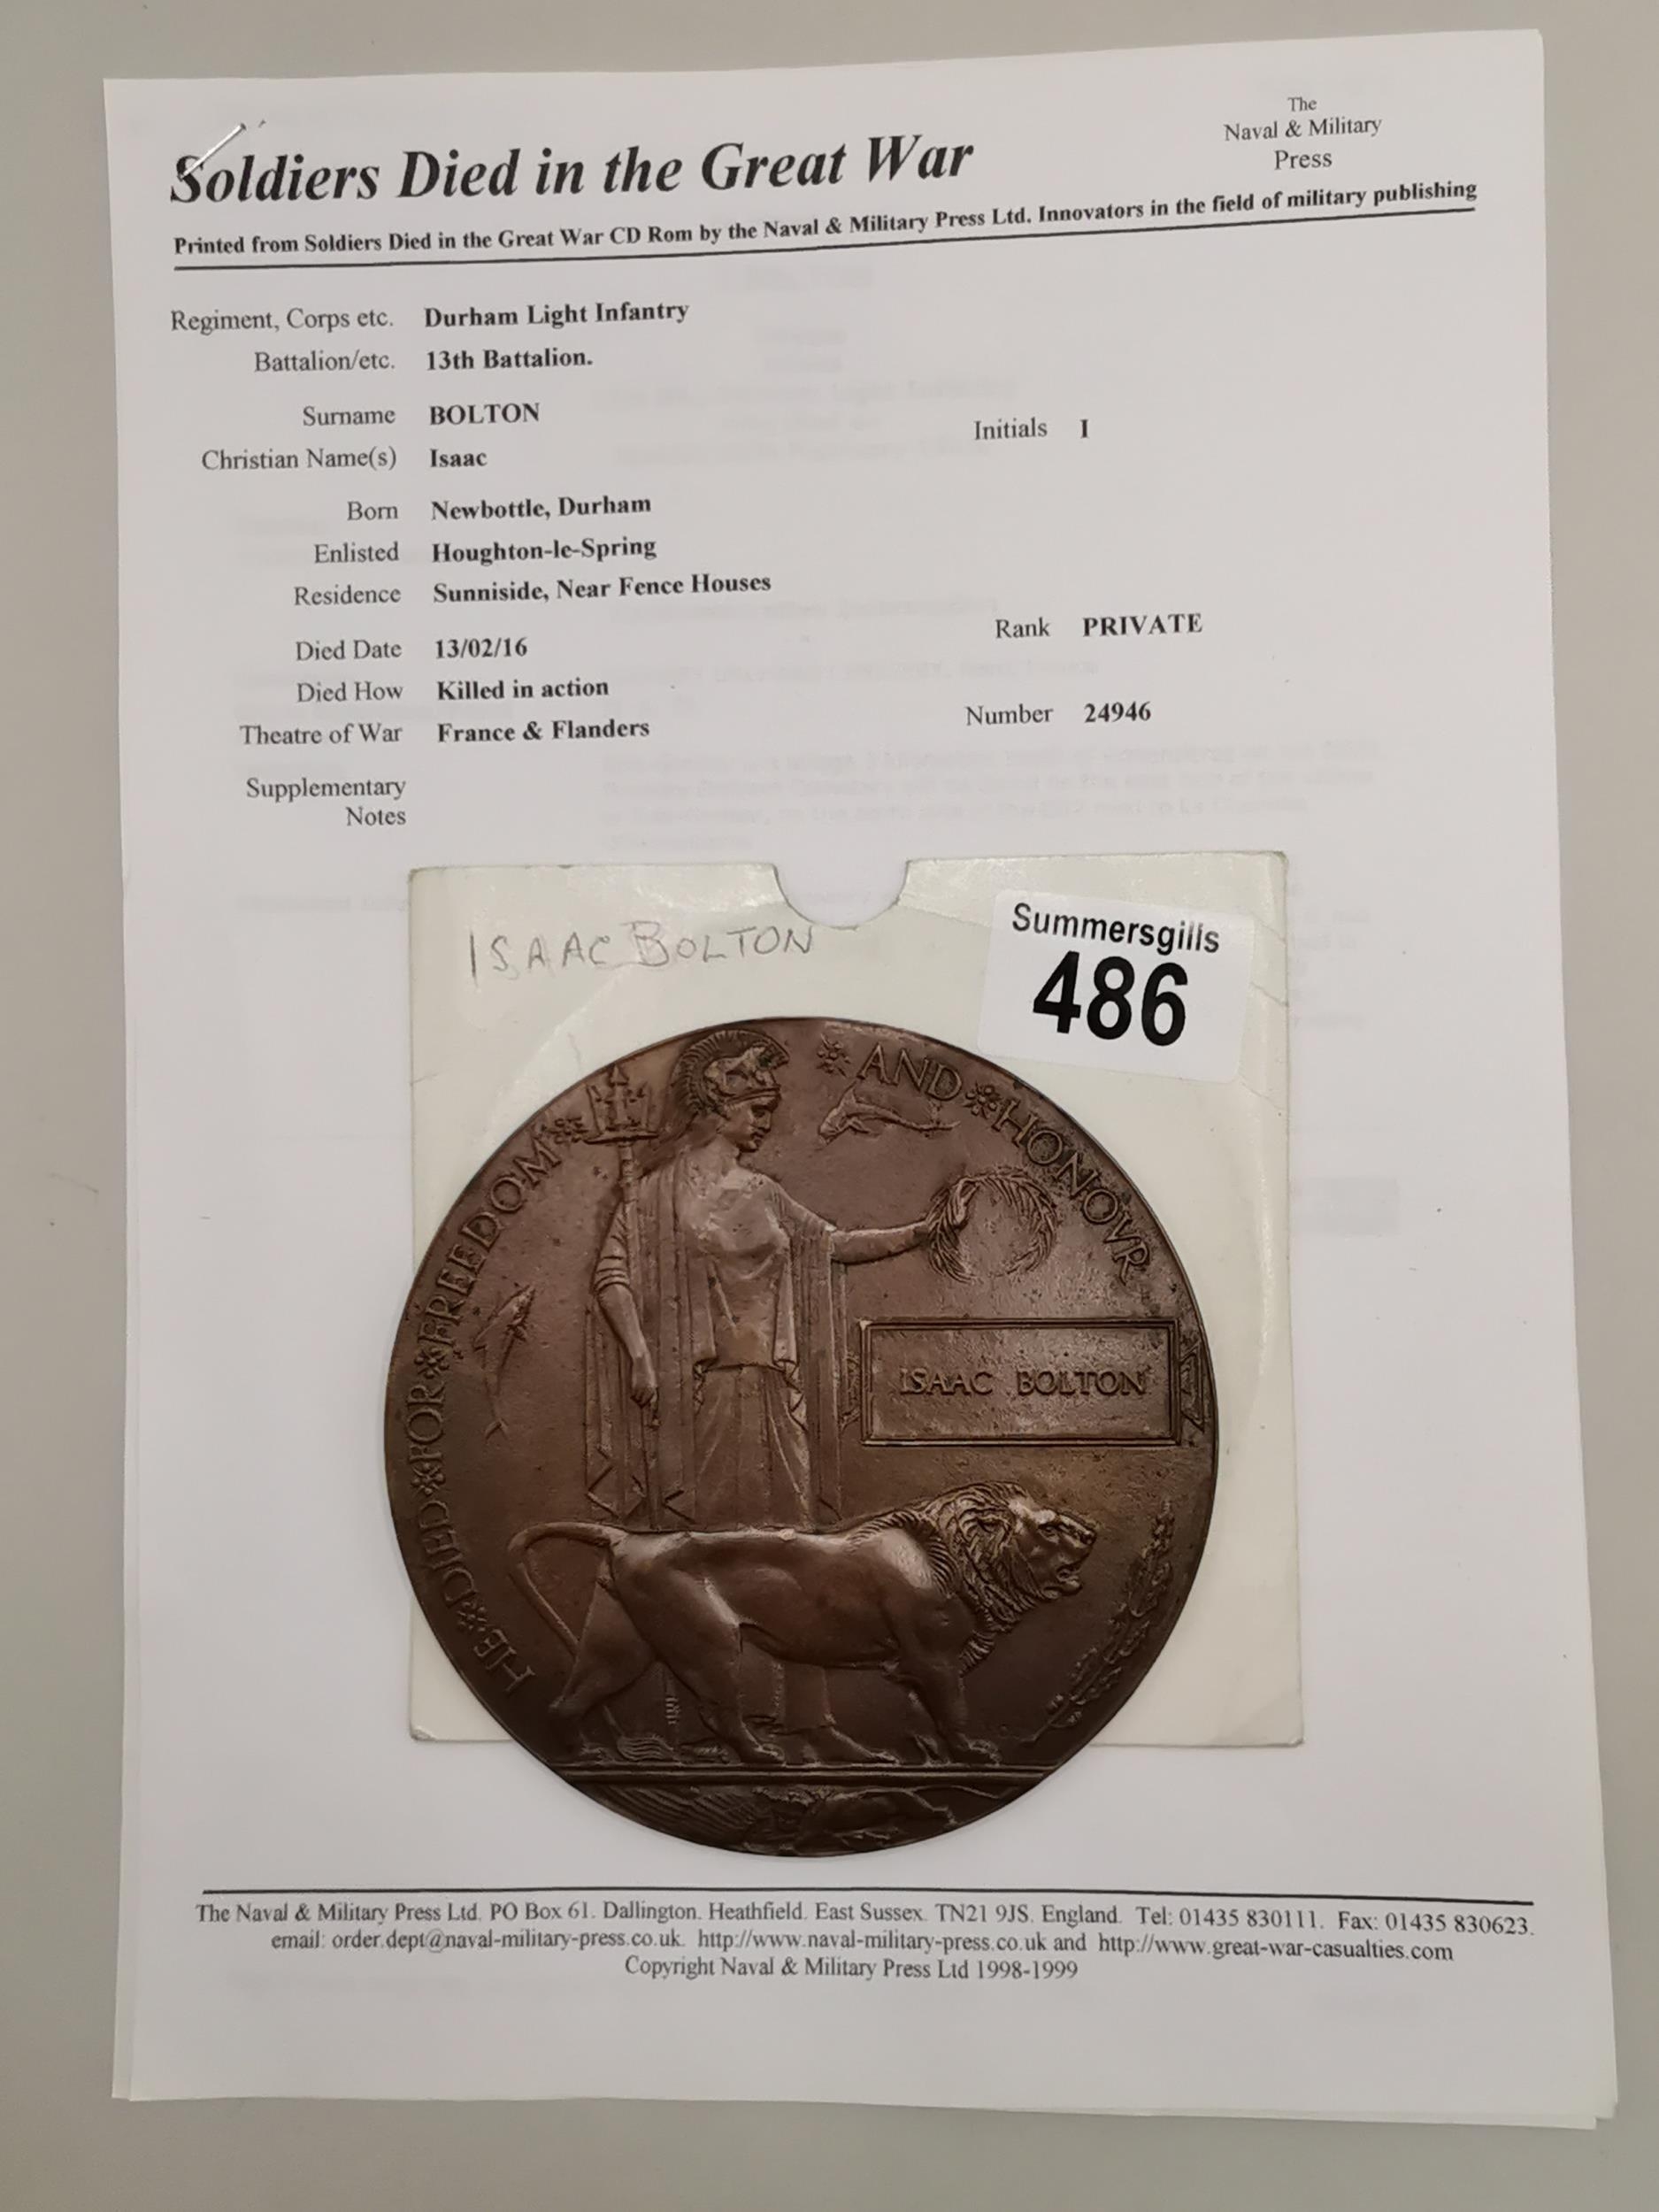 The
Naval & Military
Press
Soldiers Died in the Great War
Printed from Soldiers Died in the Great War CD Rom by the Naval & Military Press Ltd. Innovators in the field of military publishing
Regiment, Corps etc. Durham Light Infantry
Battalion/etc. 13th Battalion.
Surname BOLTON
Initials I
Christian Name(s) Isaac
Born Newbottle, Durham
Enlisted Houghton-le-Spring
Residence Sunniside, Near Fence Houses
Died Date 13/02/16
Rank PRIVATE
Died How Killed in action
Theatre of War France & Flanders
Number 24946
Supplementary
Notes
ISAAC BOLTON
Summersgills
486
HE DIED FOR FREEDOM AND HONOVR
ISAAC BOLTON
The Naval & Military Press Ltd. PO Box 61. Dallington. Heathfield. East Sussex. TN21 9JS. England. Tel: 01435 830111. Fax: 01435 830623.
email: order.dept@naval-military-press.co.uk. http://www.naval-military-press.co.uk and http://www.great-war-casualties.com
Copyright Naval & Military Press Ltd 1998-1999